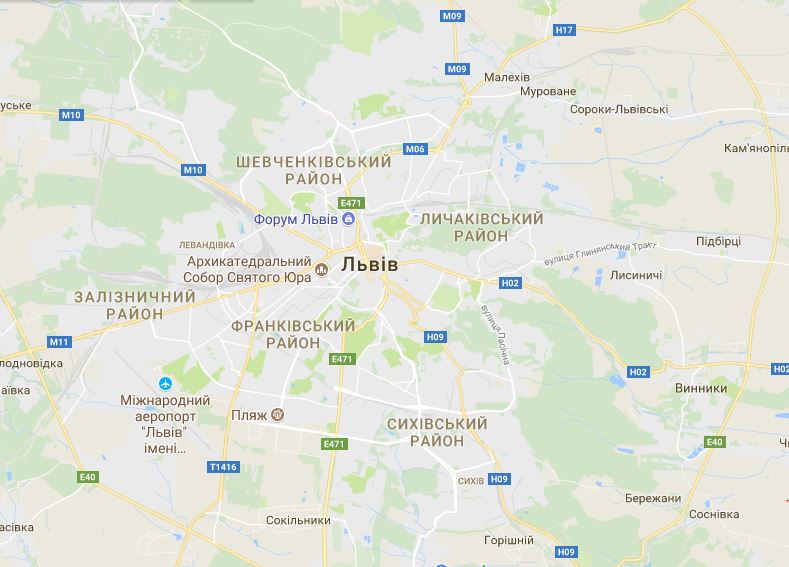 M09
H17
M09
Малехів
Муроване
Сороки-Львівські
M10
M06
Кам'янопіль
M10
ШЕВЧЕНКІВСЬКИЙ
РАЙОН
E471
Форум Львів
ЛИЧАКІВСЬКИЙ
РАЙОН
ЛЕВАНДІВКА
Підбірці
вулиця Глинянський Тракт
Архикатедральний
Собор Святого Юра
Львів
Лисиничі
H02
ЗАЛІЗНИЧНИЙ
РАЙОН
вулиця Пасічна
ФРАНКІВСЬКИЙ
РАЙОН
M11
H09
E471
лодновідка
H02
H02
аївка
Винники
Міжнародний
аеропорт
"Львів"
імені...
Пляж
СИХІВСЬКИЙ
РАЙОН
E471
E40
T1416
E40
СИХІВ
H09
Бережани
Соснівка
Сокільники
асівка
Горішній
H09